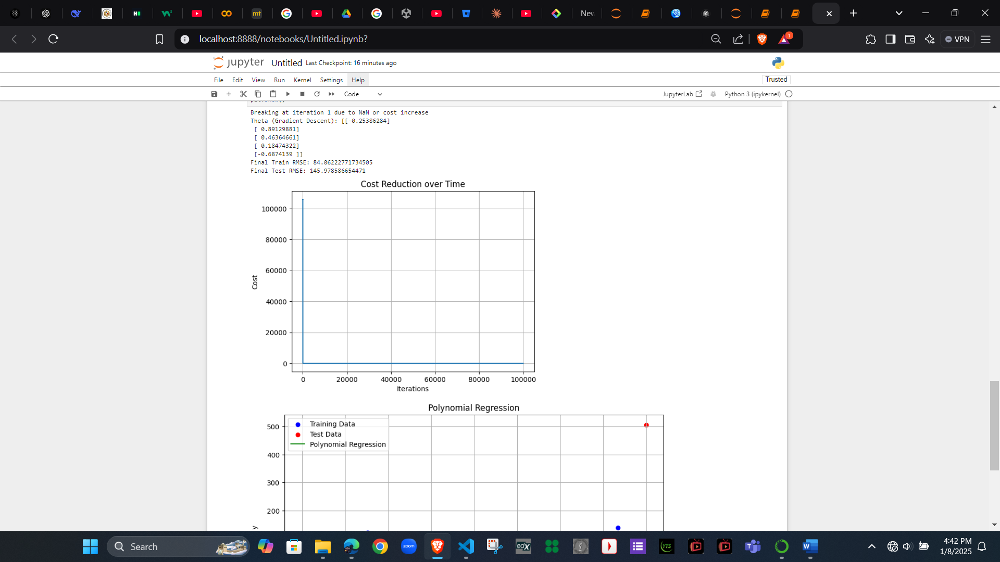 localhost:8888/notebooks/Untitled.ipynb?
1
VPN
jupyter Untitled Last Checkpoint: 16 minutes ago
File Edit View Run Kernel Settings Help
Trusted
Code
JupyterLab
Python 3 (ipykernel)
Breaking at iteration 1 due to NaN or cost increase
Theta (Gradient Descent): [[-0.25386284]
[ 0.89129881]
[ 0.46364661]
[ 0.18474322]
[-0.6874139 ]]
Final Train RMSE: 84.06222771734505
Final Test RMSE: 145.978586654471
Cost Reduction over Time
100000
80000
60000
40000
20000
0
Cost
0 20000 40000 60000 80000 100000
Iterations
Polynomial Regression
Training Data
Test Data
Polynomial Regression
500
400
300
200
y
Search
zoom
edX
YTS
4:42 PM
1/8/2025